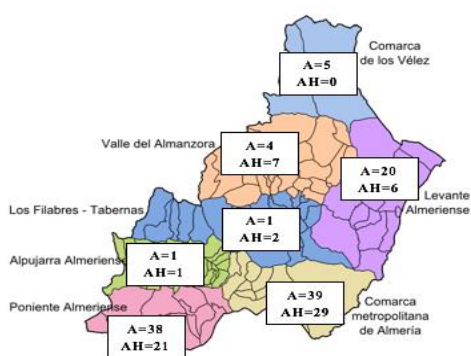 Comarca
de los Vélez
A=5
AH=0
Valle del Almanzora
A=4
AH=7
A=20
AH=6
Levante
Almeriense
Los Filabres - Tabernas
A=1
AH=2
Alpujarra Almeriense
A=1
AH=1
Poniente Almeriense
A=39
AH=29
Comarca
metropolitana
de Almería
A=38
AH=21